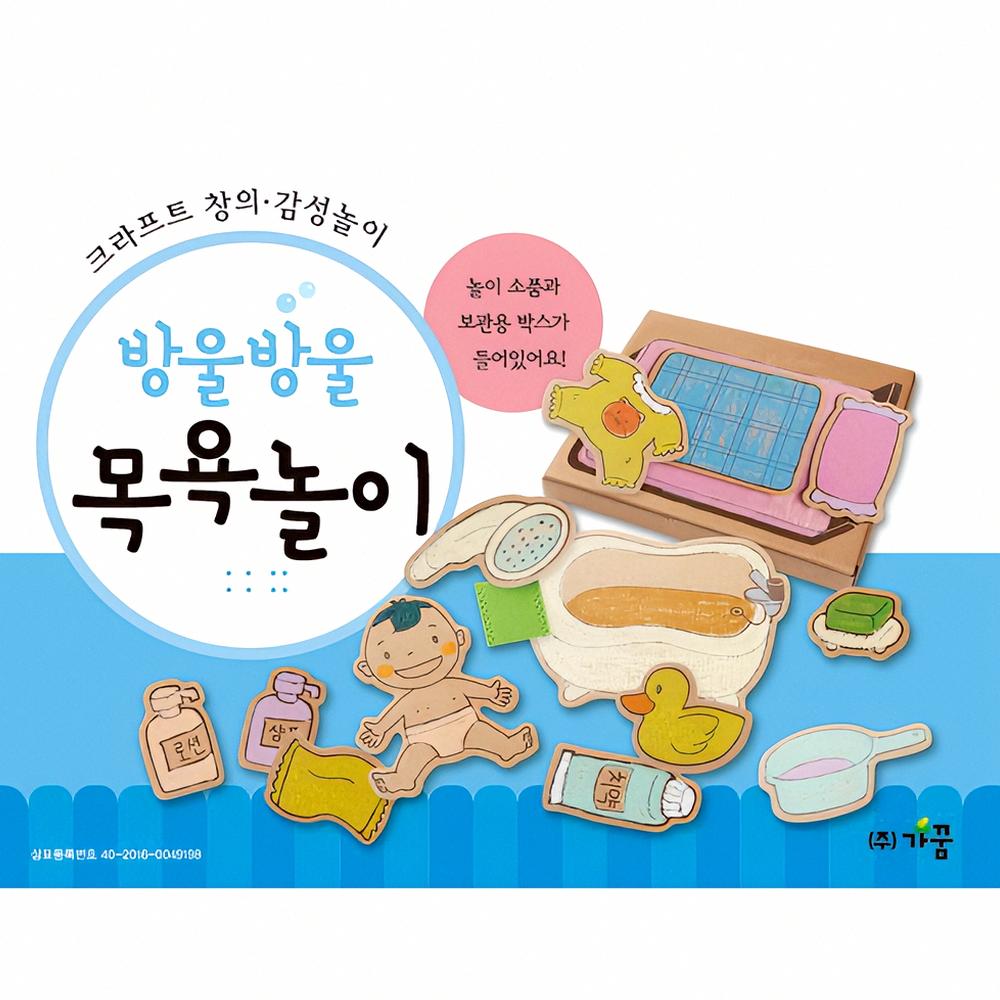 크라프트 창의·감성놀이
방울방울
목욕놀이
놀이 소품과
보관용 박스가
들어있어요!
로션
샴푸
치약
상표등록번호 40-2016-0049198
(주) 가꿈